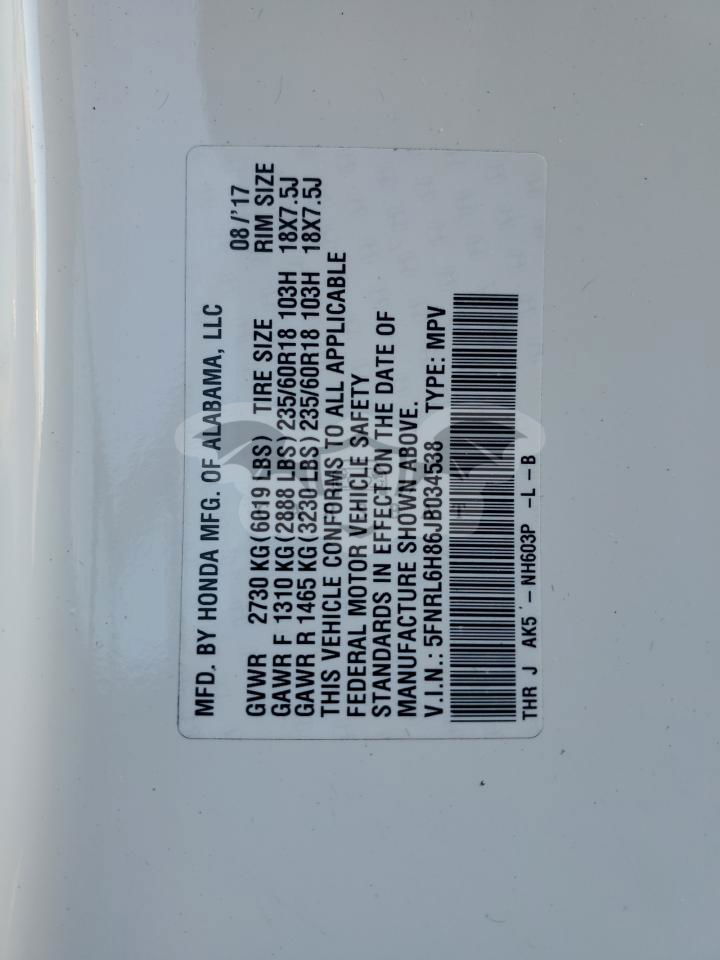 MFD. BY HONDA MFG. OF ALABAMA, LLC 08/'17
GVWR 2730 KG(6019 LBS) TIRE SIZE RIM SIZE
GAWR F 1310 KG(2888 LBS)235/60R18 103H 18X7.5J
GAWR R 1465 KG(3230 LBS)235/60R18 103H 18X7.5J
THIS VEHICLE CONFORMS TO ALL APPLICABLE
FEDERAL MOTOR VEHICLE SAFETY
STANDARDS IN EFFECT ON THE DATE OF
MANUFACTURE SHOWN ABOVE.
V.I.N.: 5FNRL6H86JB034538 TYPE: MPV
THR J AK5 '- NH603P -L-B